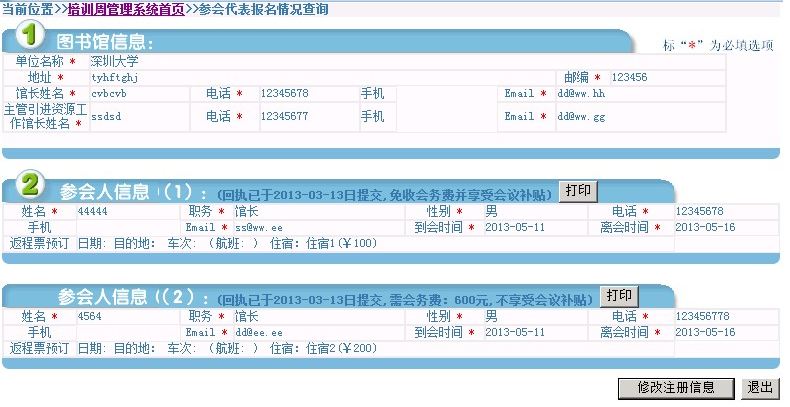 当前位置>>培训周管理系统首页>>参会代表报名情况查询
1 图书馆信息： 标“*”为必填选项
单位名称 * 深圳大学
地址 * tyhftghj 邮编 * 123456
馆长姓名 * cvbcvb 电话 * 12345678 手机 Email * dd@ww.hh
主管引进资源工作馆长姓名 * ssdsd 电话 * 12345677 手机 Email * dd@ww.gg
2 参会人信息（1）：(回执已于2013-03-13日提交,免收会务费并享受会议补贴) 打印
姓名 * 44444 职务 * 馆长 性别 * 男 电话 * 12345678
手机 Email * ss@ww.ee 到会时间 * 2013-05-11 离会时间 * 2013-05-16
返程票预订 日期: 目的地: 车次: （航班: ） 住宿: 住宿1(￥100)
参会人信息（2）：(回执已于2013-03-13日提交,需会务费: 600元,不享受会议补贴) 打印
姓名 * 4564 职务 * 馆长 性别 * 男 电话 * 123456778
手机 Email * dd@ee.ee 到会时间 * 2013-05-11 离会时间 * 2013-05-16
返程票预订 日期: 目的地: 车次: （航班: ） 住宿: 住宿2(￥200)
修改注册信息 退出